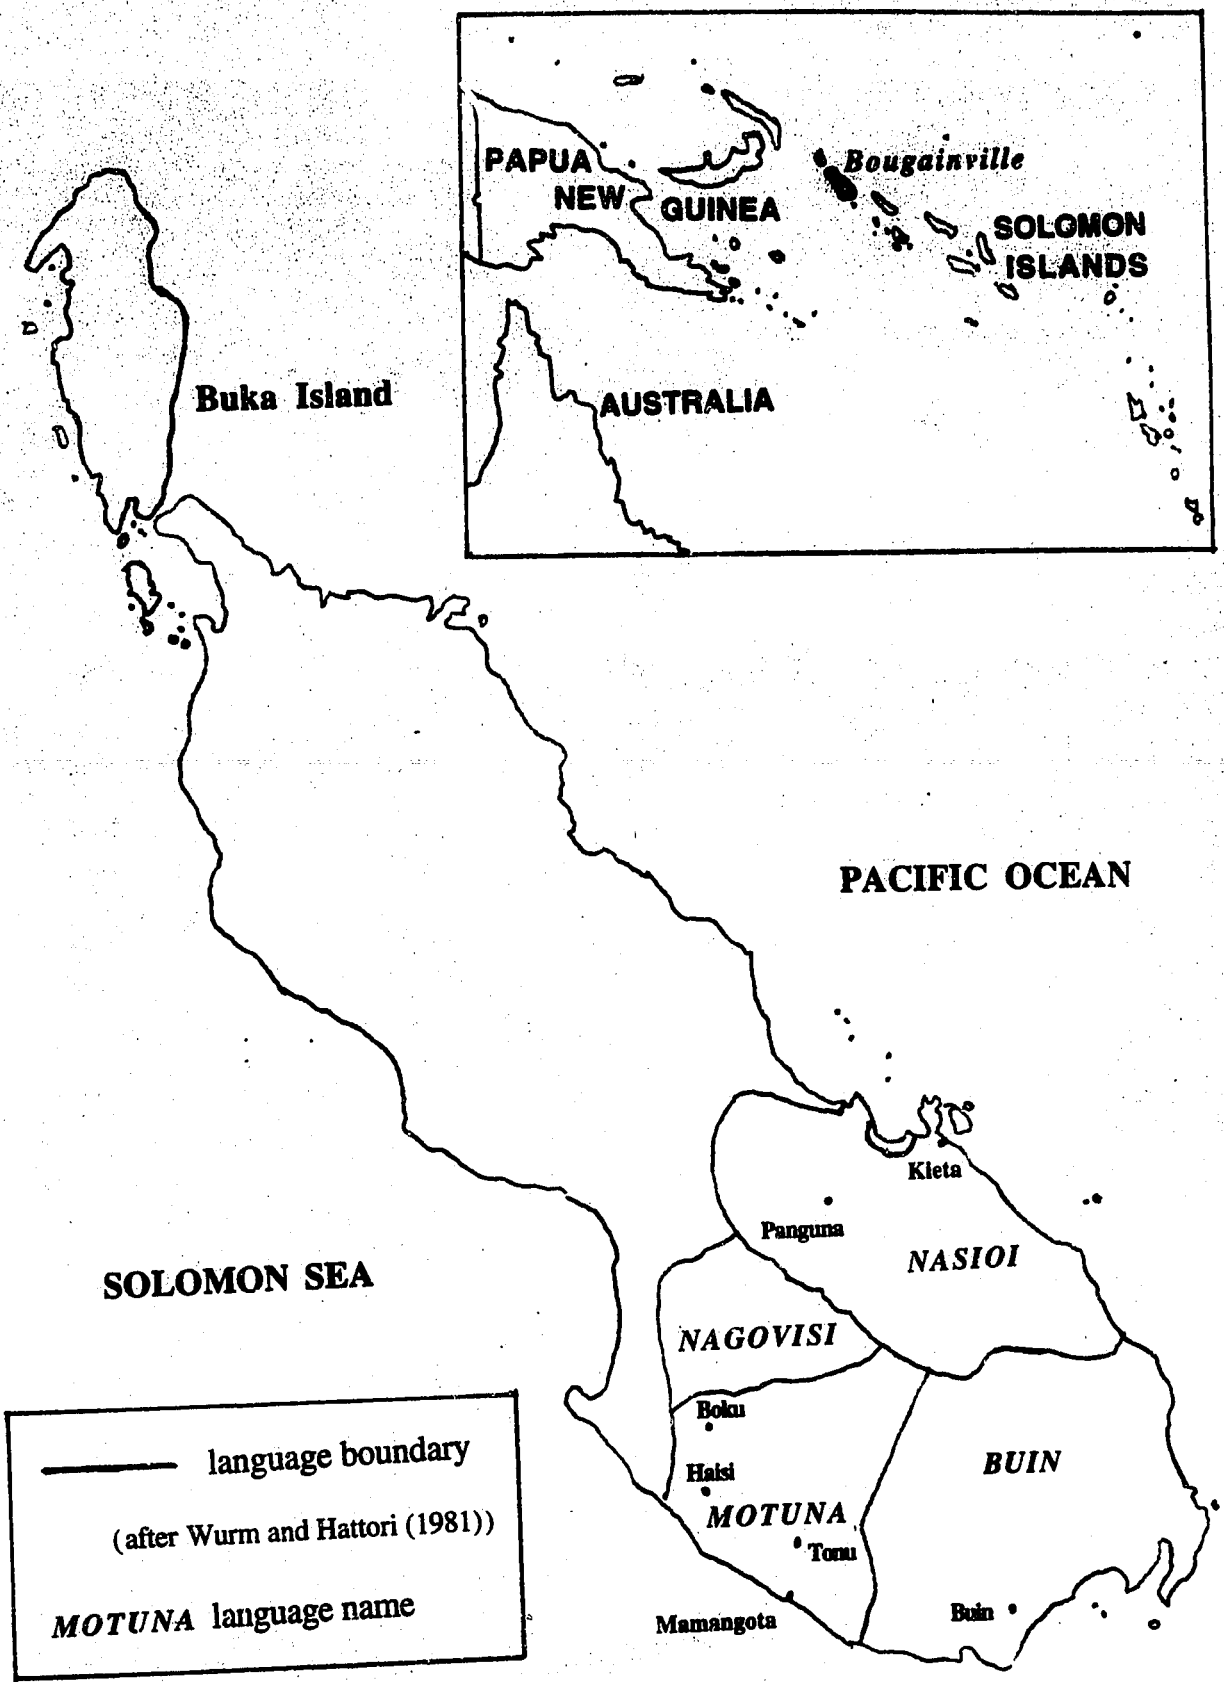 PAPUA
NEW GUINEA
Bougainville
SOLOMON
ISLANDS
AUSTRALIA
Buka Island
PACIFIC OCEAN
Kieta
Panguna
NASIOI
SOLOMON SEA
NAGOVISI
Boku
Haisi
MOTUNA
Tonu
BUIN
Mamangota
Buin
language boundary
(after Wurm and Hattori (1981))
MOTUNA language name